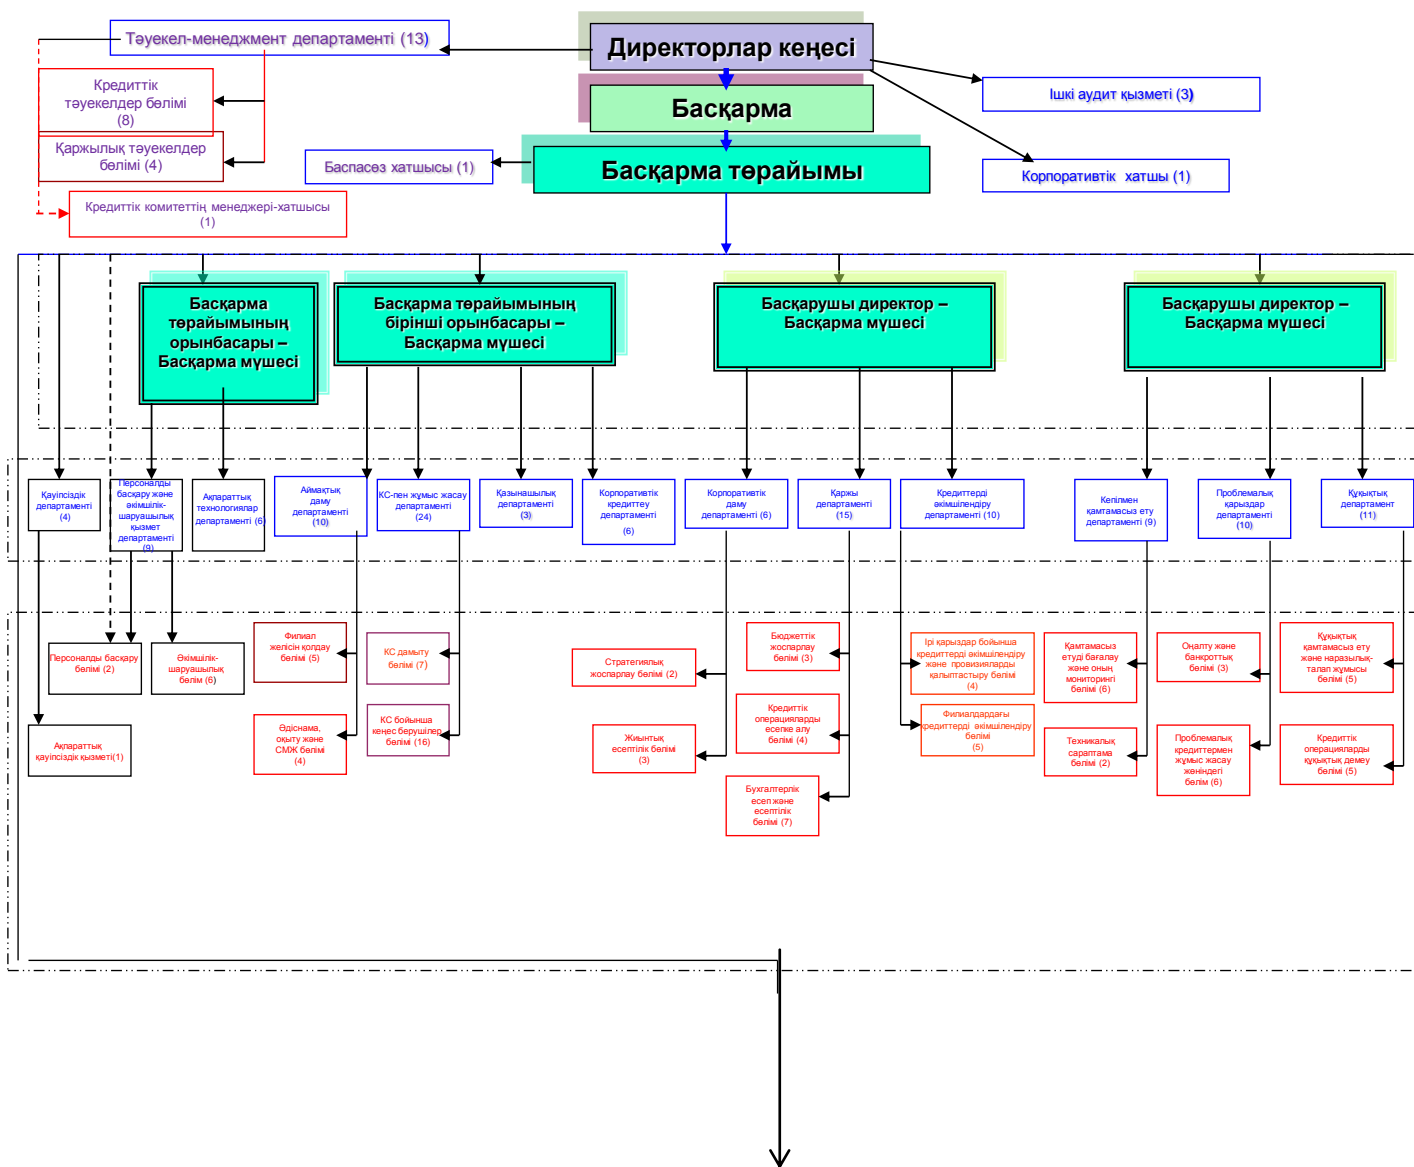 Тәуекел-менеджмент департаменті (13)
Директорлар кеңесі
Кредиттік
тәуекелдер бөлімі
(8)
Ішкі аудит қызметі (3)
Басқарма
Қаржылық тәуекелдер
бөлімі (4)
Баспасөз хатшысы (1)
Басқарма төрайымы
Корпоративтік хатшы (1)
Кредиттік комитеттің менеджері-хатшысы
(1)
Басқарма
төрайымының
орынбасары –
Басқарма мүшесі
Басқарма төрайымының
бірінші орынбасары –
Басқарма мүшесі
Басқарушы директор –
Басқарма мүшесі
Басқарушы директор –
Басқарма мүшесі
Қауіпсіздік
департаменті
(4)
Персоналды
басқару және
әкімшілік-
шаруашылық
қызмет
департаменті
(9)
Ақпараттық
технологиялар
департаменті (6)
Аймақтық
даму
департаменті
(10)
КС-пен жұмыс жасау
департаменті
(24)
Қазынашылық
департаменті
(3)
Корпоративтік
кредиттеу
департаменті
(6)
Корпоративтік
даму
департаменті (6)
Қаржы
департаменті
(15)
Кредиттерді
әкімшілендіру
департаменті (10)
Кепілмен
қамтамасыз ету
департаменті (9)
Проблемалық
қарыздар
департаменті
(10)
Құқықтық
департамент
(11)
Персоналды басқару
бөлімі (2)
Әкімшілік-
шаруашылық
бөлім (6)
Филиал
желісін қолдау
бөлімі (5)
КС дамыту
бөлімі (7)
Стратегиялық
жоспарлау бөлімі (2)
Бюджеттік
жоспарлау
бөлімі (3)
Ірі қарыздар бойынша
кредиттерді әкімшілендіру
және провизияларды
қалыптастыру бөлімі
(4)
Қамтамасыз
етуді бағалау
және оның
мониторингі
бөлімі (6)
Оңалту және
банкроттық
бөлімі (3)
Құқықтық
қамтамасыз ету
және наразылық-
талап жұмысы
бөлімі (5)
Ақпараттық
қауіпсіздік қызметі(1)
Әдіснама,
оқыту және
СМЖ бөлімі
(4)
КС бойынша
кеңес берушілер
бөлімі (16)
Жиынтық
есептілік бөлімі
(3)
Кредиттік
операцияларды
есепке алу
бөлімі (4)
Филиалдардағы
кредиттерді әкімшілендіру
бөлімі
(5)
Техникалық
сараптама
бөлімі (2)
Проблемалық
кредиттермен
жұмыс жасау
жөніндегі
бөлім (6)
Кредиттік
операцияларды
құқықтық демеу
бөлімі (5)
Бухгалтерлік
есеп және
есептілік
бөлімі (7)